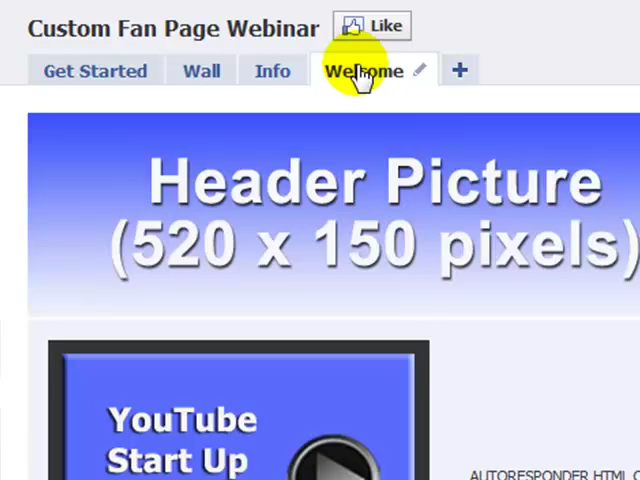 Custom Fan Page Webinar Like
Get Started Wall Info Welcome +
Header Picture
(520 x 150 pixels)
YouTube
Start Up
AUTORESPONDER HTML